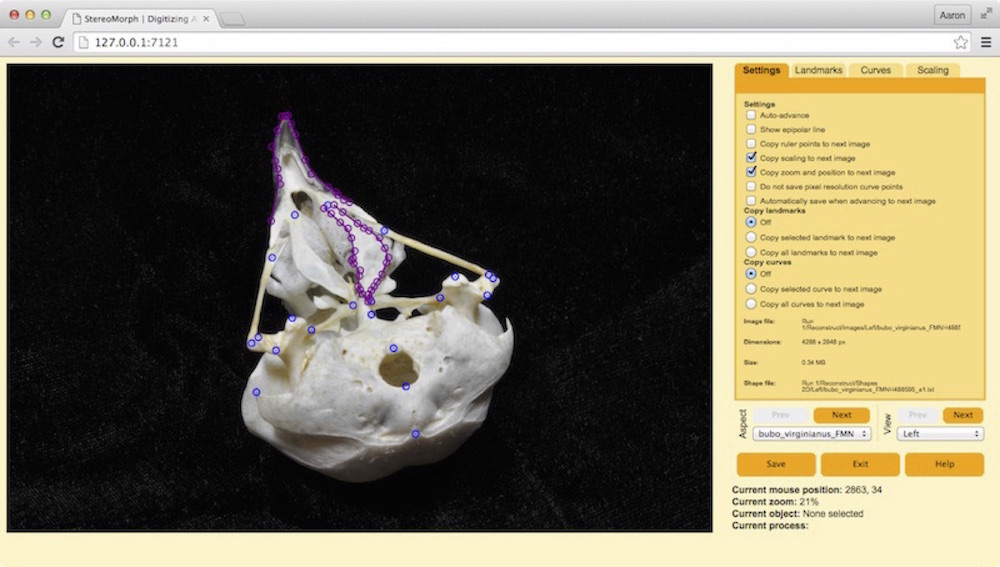 StereoMorph | Digitizing A
Aaron
127.0.0.1:7121
Settings Landmarks Curves Scaling
Settings
Auto-advance
Show epipolar line
Copy ruler points to next image
Copy scaling to next image
Copy zoom and position to next image
Do not save pixel resolution curve points
Automatically save when advancing to next image
Copy landmarks
Off
Copy selected landmark to next image
Copy all landmarks to next image
Copy curves
Off
Copy selected curve to next image
Copy all curves to next image
Image file: Run
1/Reconstruct/Images/Left/bubo_virginianus_FMNH488
Dimensions: 4288 x 2848 px
Size: 0.34 MB
Shape file: Run 1/Reconstruct/Shapes
2D/Left/bubo_virginianus_FMNH488595_a1.txt
Aspect Prev Next View Prev Next
bubo_virginianus_FMN Left
Save Exit Help
Current mouse position: 2863, 34
Current zoom: 21%
Current object: None selected
Current process: